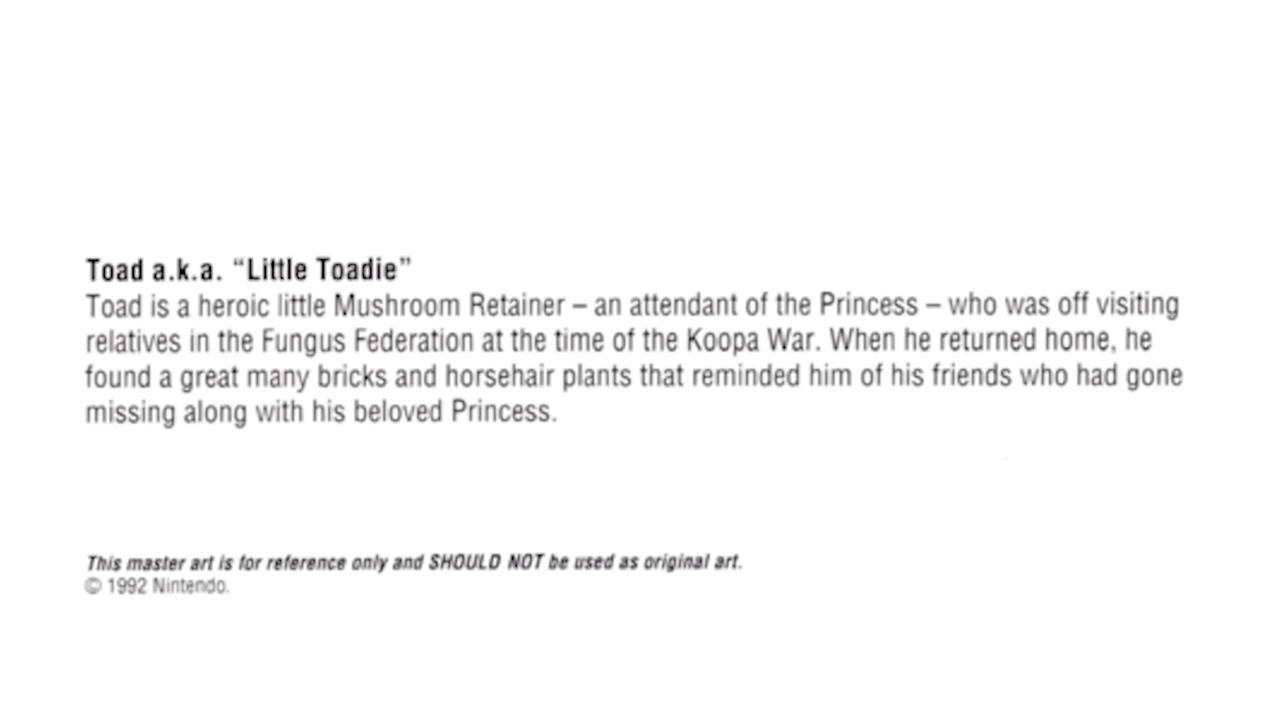 Toad a.k.a. “Little Toadie”
Toad is a heroic little Mushroom Retainer – an attendant of the Princess – who was off visiting
relatives in the Fungus Federation at the time of the Koopa War. When he returned home, he
found a great many bricks and horsehair plants that reminded him of his friends who had gone
missing along with his beloved Princess.
This master art is for reference only and SHOULD NOT be used as original art.
© 1992 Nintendo.